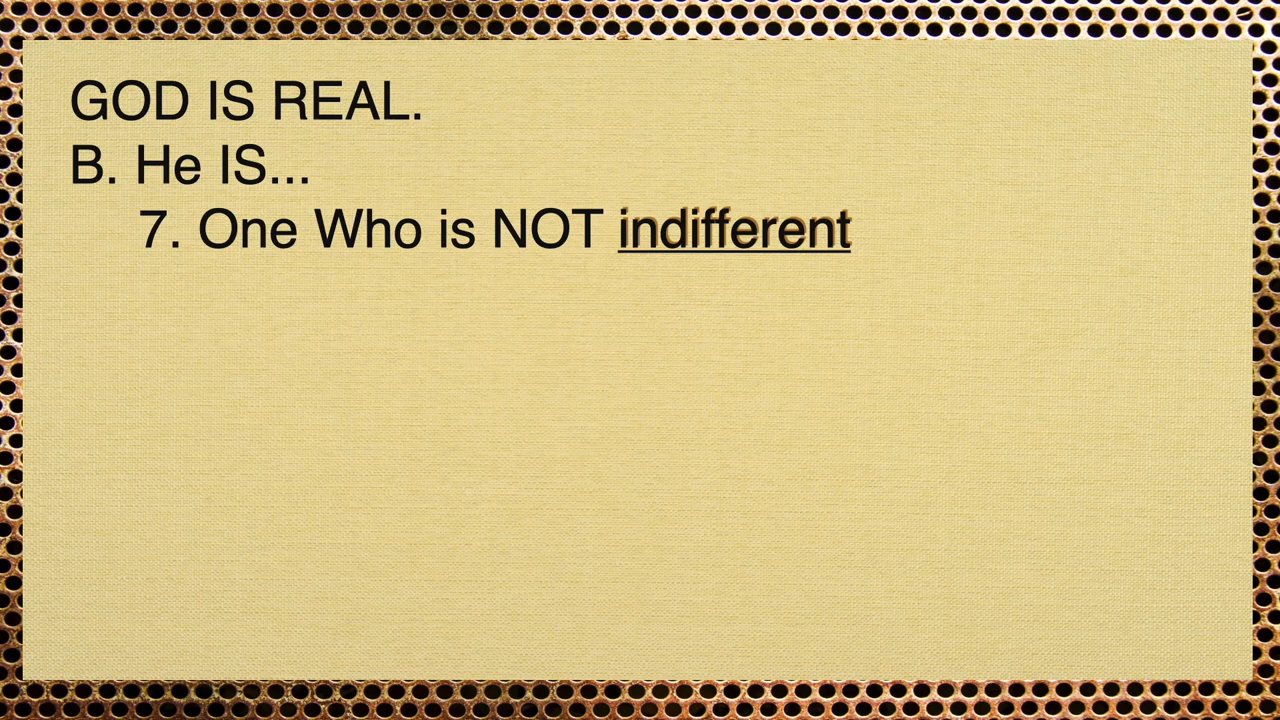 GOD IS REAL.
B. He IS...
7. One Who is NOT indifferent